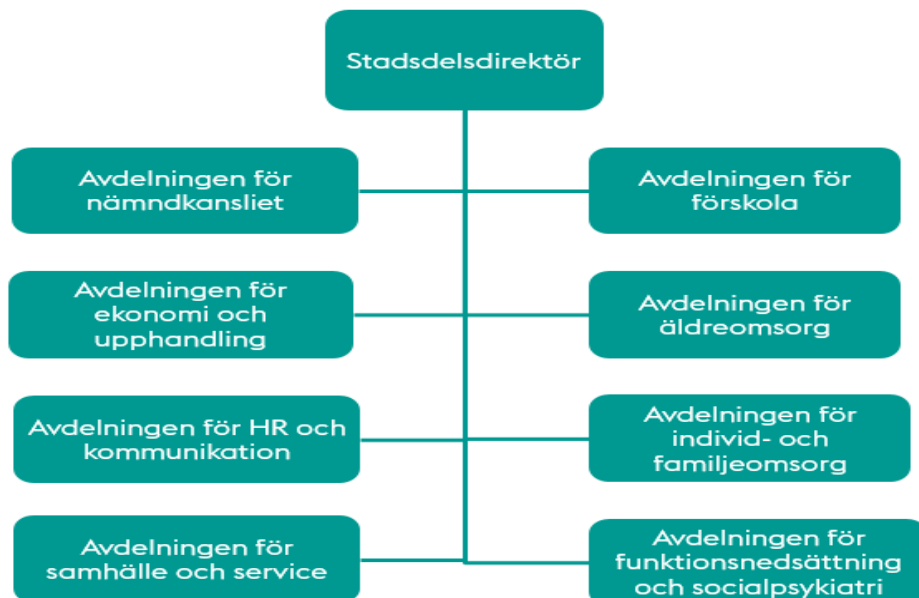 Stadsdelsdirektör
Avdelningen för
nämndkansliet
Avdelningen för
förskola
Avdelningen för
ekonomi och
upphandling
Avdelningen för
äldreomsorg
Avdelningen för HR och
kommunikation
Avdelningen för
individ- och
familjeomsorg
Avdelningen för
samhälle och service
Avdelningen för
funktionsnedsättning
och socialpsykiatri